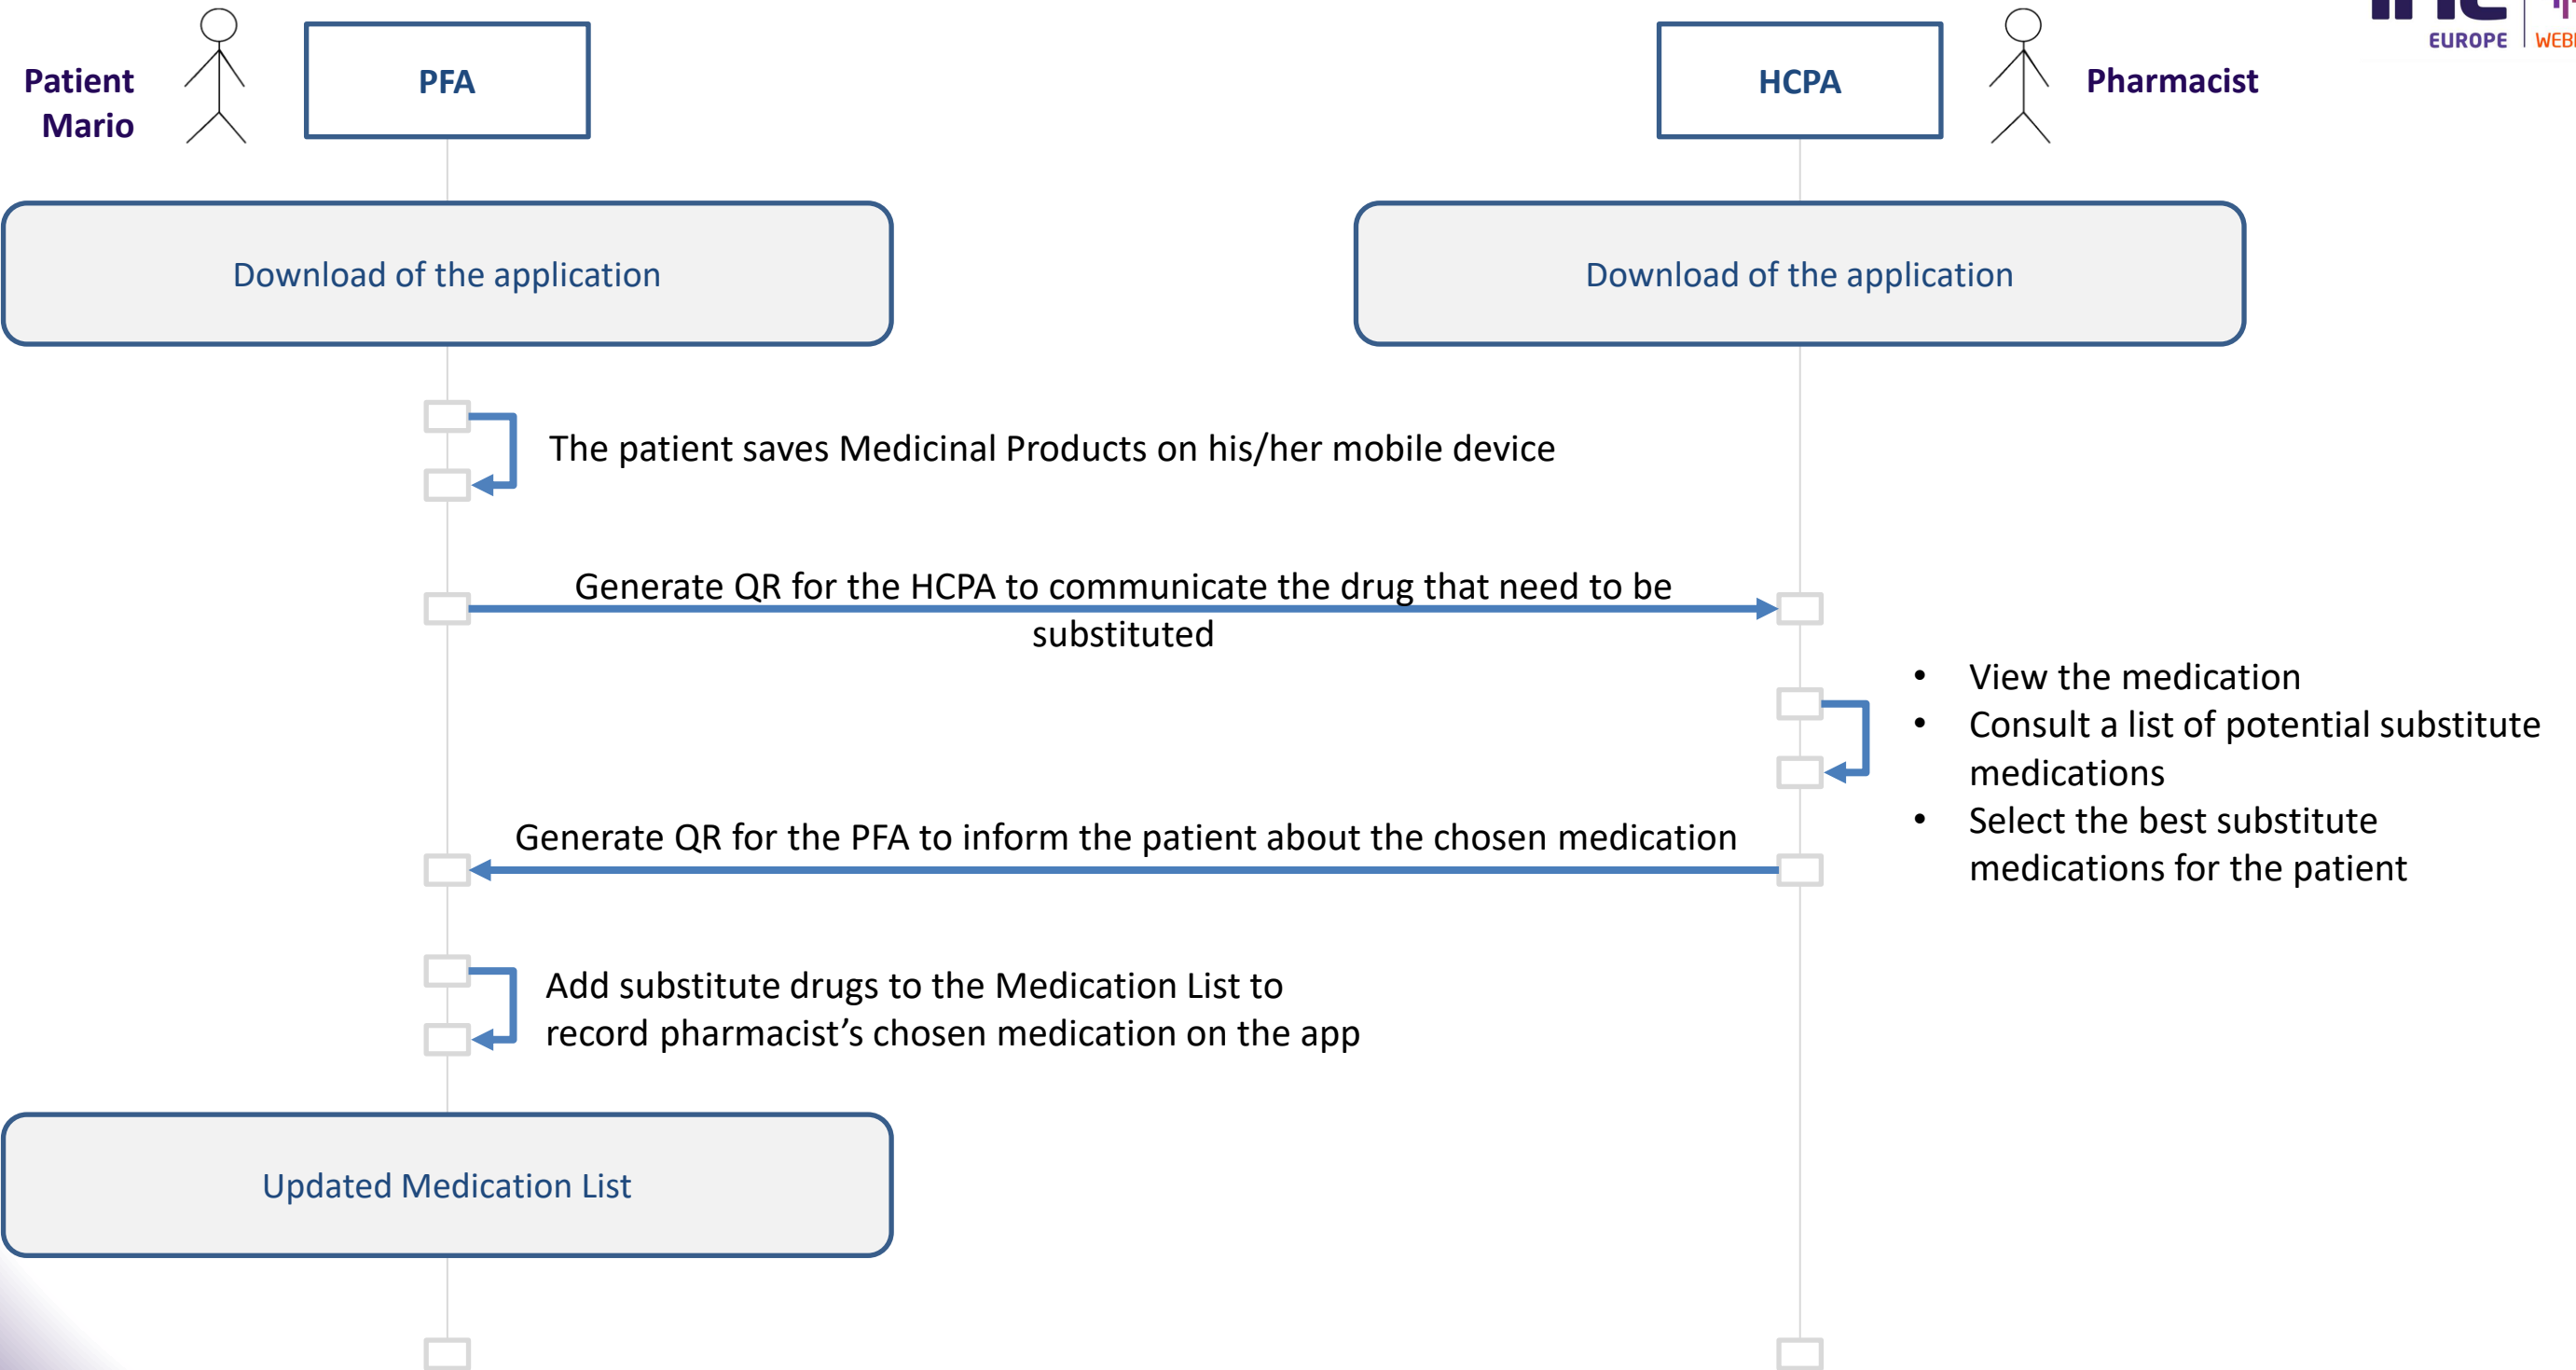 Patient
Mario
PFA
HCPA
Pharmacist
EUROPE
Download of the application
Download of the application
The patient saves Medicinal Products on his/her mobile device
Generate QR for the HCPA to communicate the drug that need to be
substituted
• View the medication
• Consult a list of potential substitute
medications
• Select the best substitute
medications for the patient
Generate QR for the PFA to inform the patient about the chosen medication
Add substitute drugs to the Medication List to
record pharmacist’s chosen medication on the app
Updated Medication List